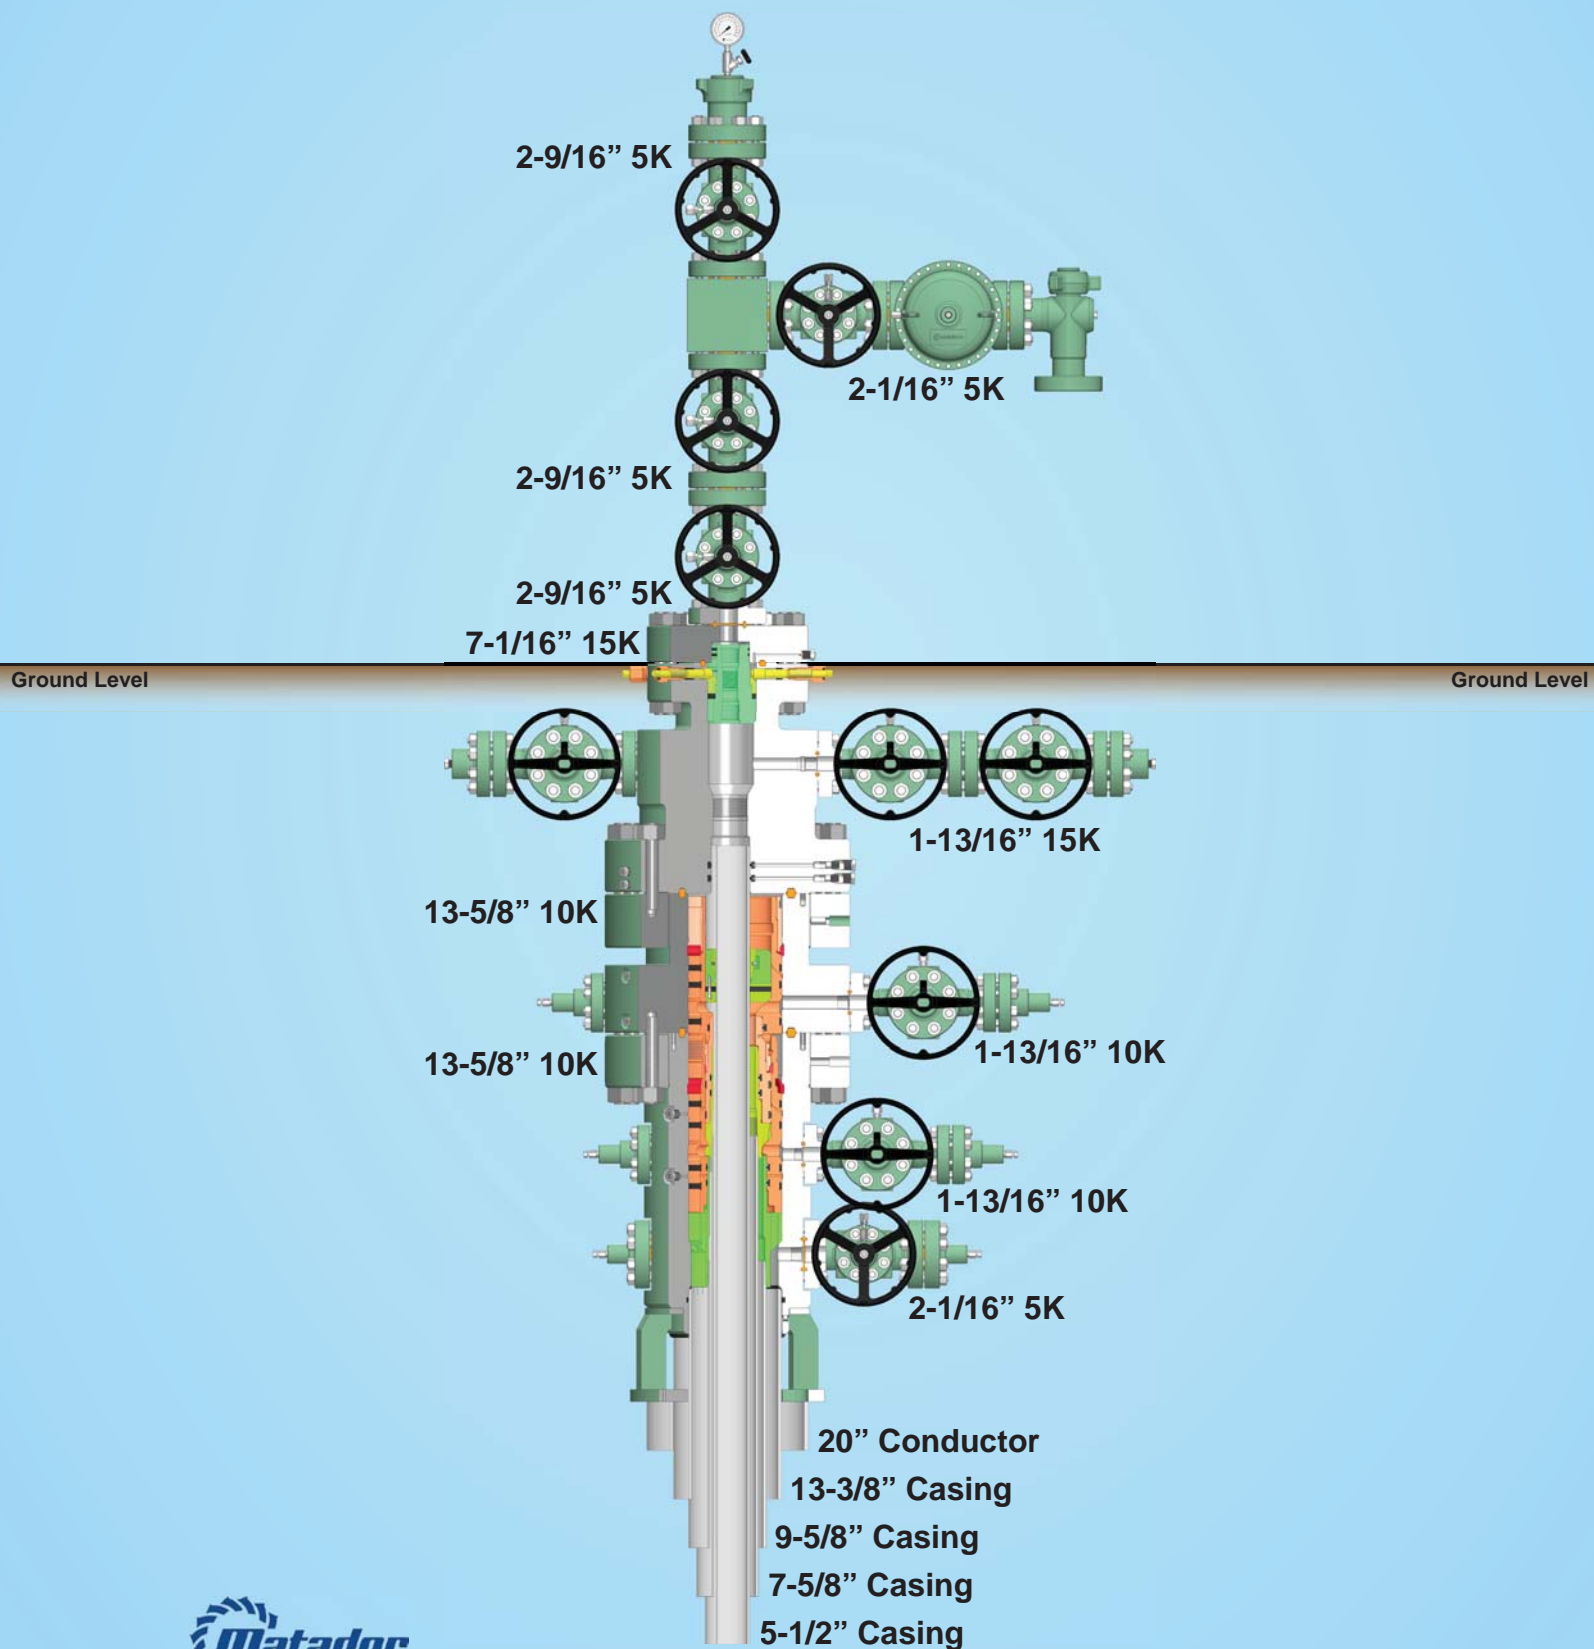 2-9/16” 5K
2-1/16” 5K
2-9/16” 5K
2-9/16” 5K
7-1/16” 15K
Ground Level
Ground Level
1-13/16” 15K
13-5/8” 10K
1-13/16” 10K
13-5/8” 10K
1-13/16” 10K
2-1/16” 5K
20” Conductor
13-3/8” Casing
9-5/8” Casing
7-5/8” Casing
5-1/2” Casing
Matador